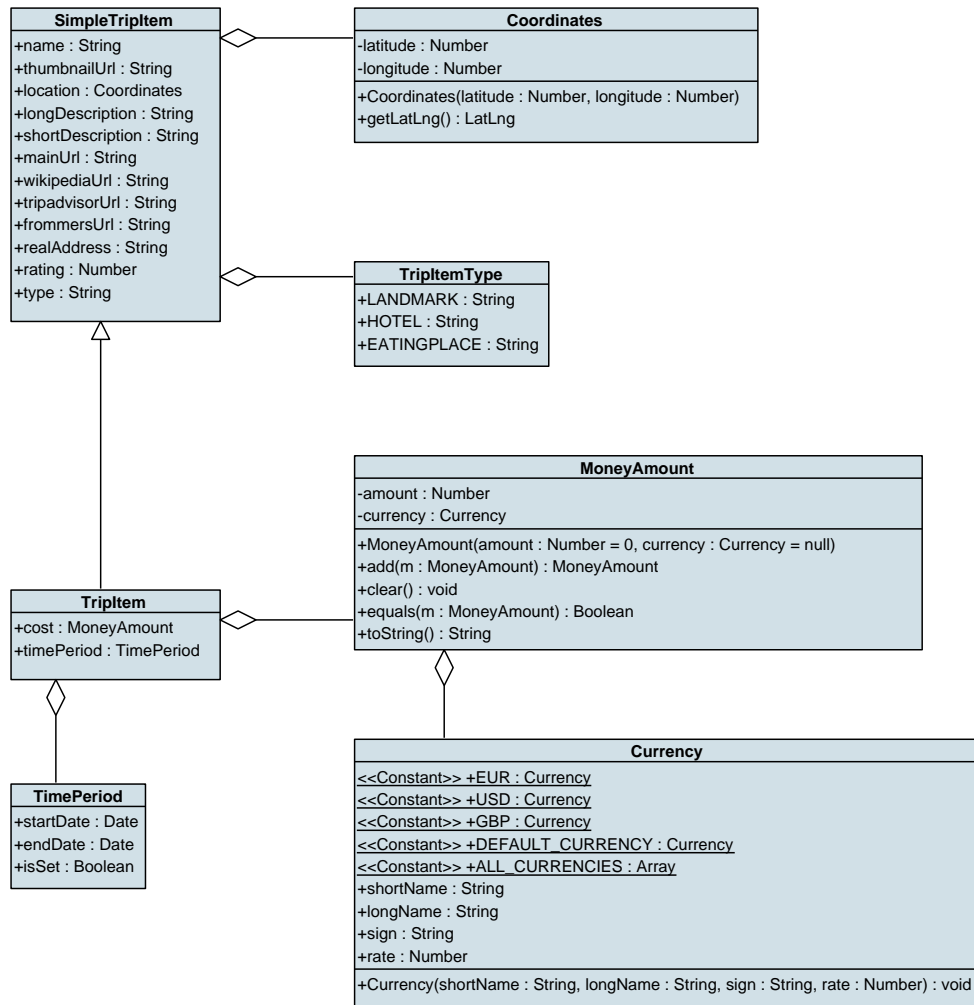 SimpleTripItem
+name : String
+thumbnailUrl : String
+location : Coordinates
+longDescription : String
+shortDescription : String
+mainUrl : String
+wikipediaUrl : String
+tripadvisorUrl : String
+frommersUrl : String
+realAddress : String
+rating : Number
+type : String
Coordinates
-latitude : Number
-longitude : Number
+Coordinates(latitude : Number, longitude : Number)
+getLatLng() : LatLng
TripItemType
+LANDMARK : String
+HOTEL : String
+EATINGPLACE : String
MoneyAmount
-amount : Number
-currency : Currency
+MoneyAmount(amount : Number = 0, currency : Currency = null)
+add(m : MoneyAmount) : MoneyAmount
+clear() : void
+equals(m : MoneyAmount) : Boolean
+toString() : String
TripItem
+cost : MoneyAmount
+timePeriod : TimePeriod
TimePeriod
+startDate : Date
+endDate : Date
+isSet : Boolean
Currency
<<Constant>> +EUR : Currency
<<Constant>> +USD : Currency
<<Constant>> +GBP : Currency
<<Constant>> +DEFAULT_CURRENCY : Currency
<<Constant>> +ALL_CURRENCIES : Array
+shortName : String
+longName : String
+sign : String
+rate : Number
+Currency(shortName : String, longName : String, sign : String, rate : Number) : void